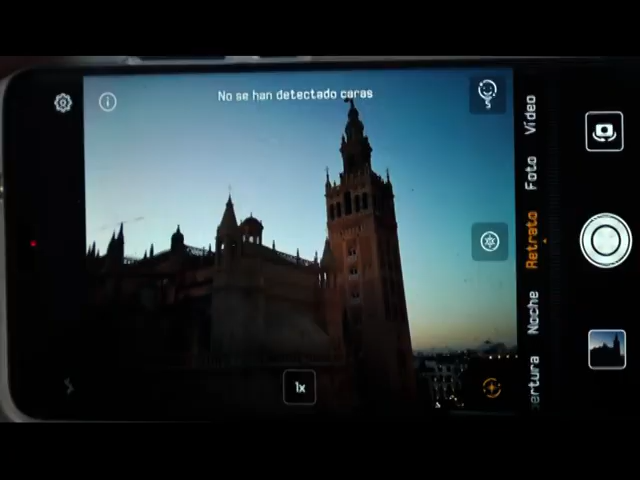 No se han detectado caras
Vídeo
Foto
Retrato
Noche
ertura
1x